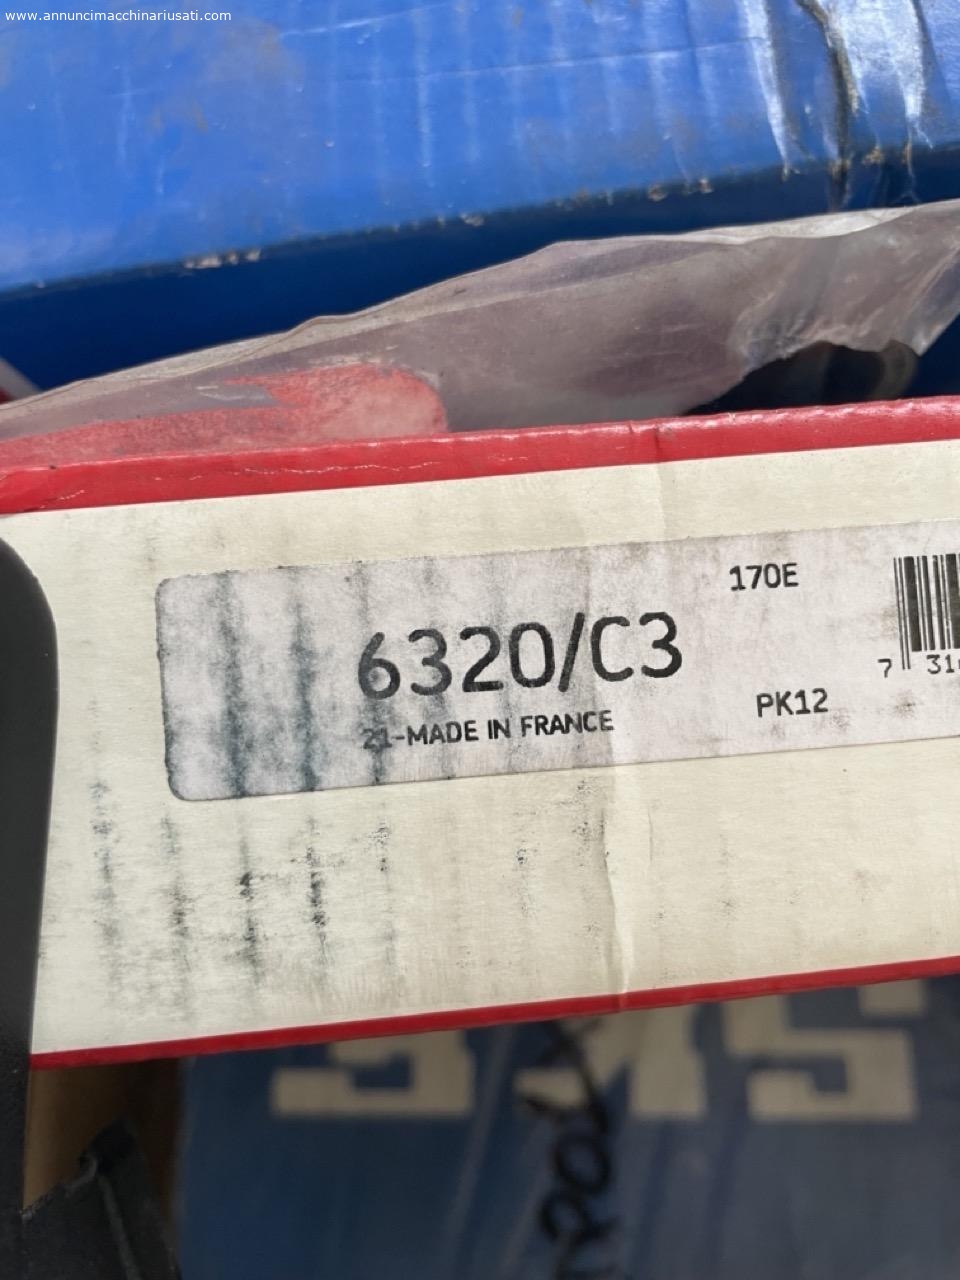 www.annuncimacchinariusati.com
170E
6320/C3
7 31
21-MADE IN FRANCE
PK12